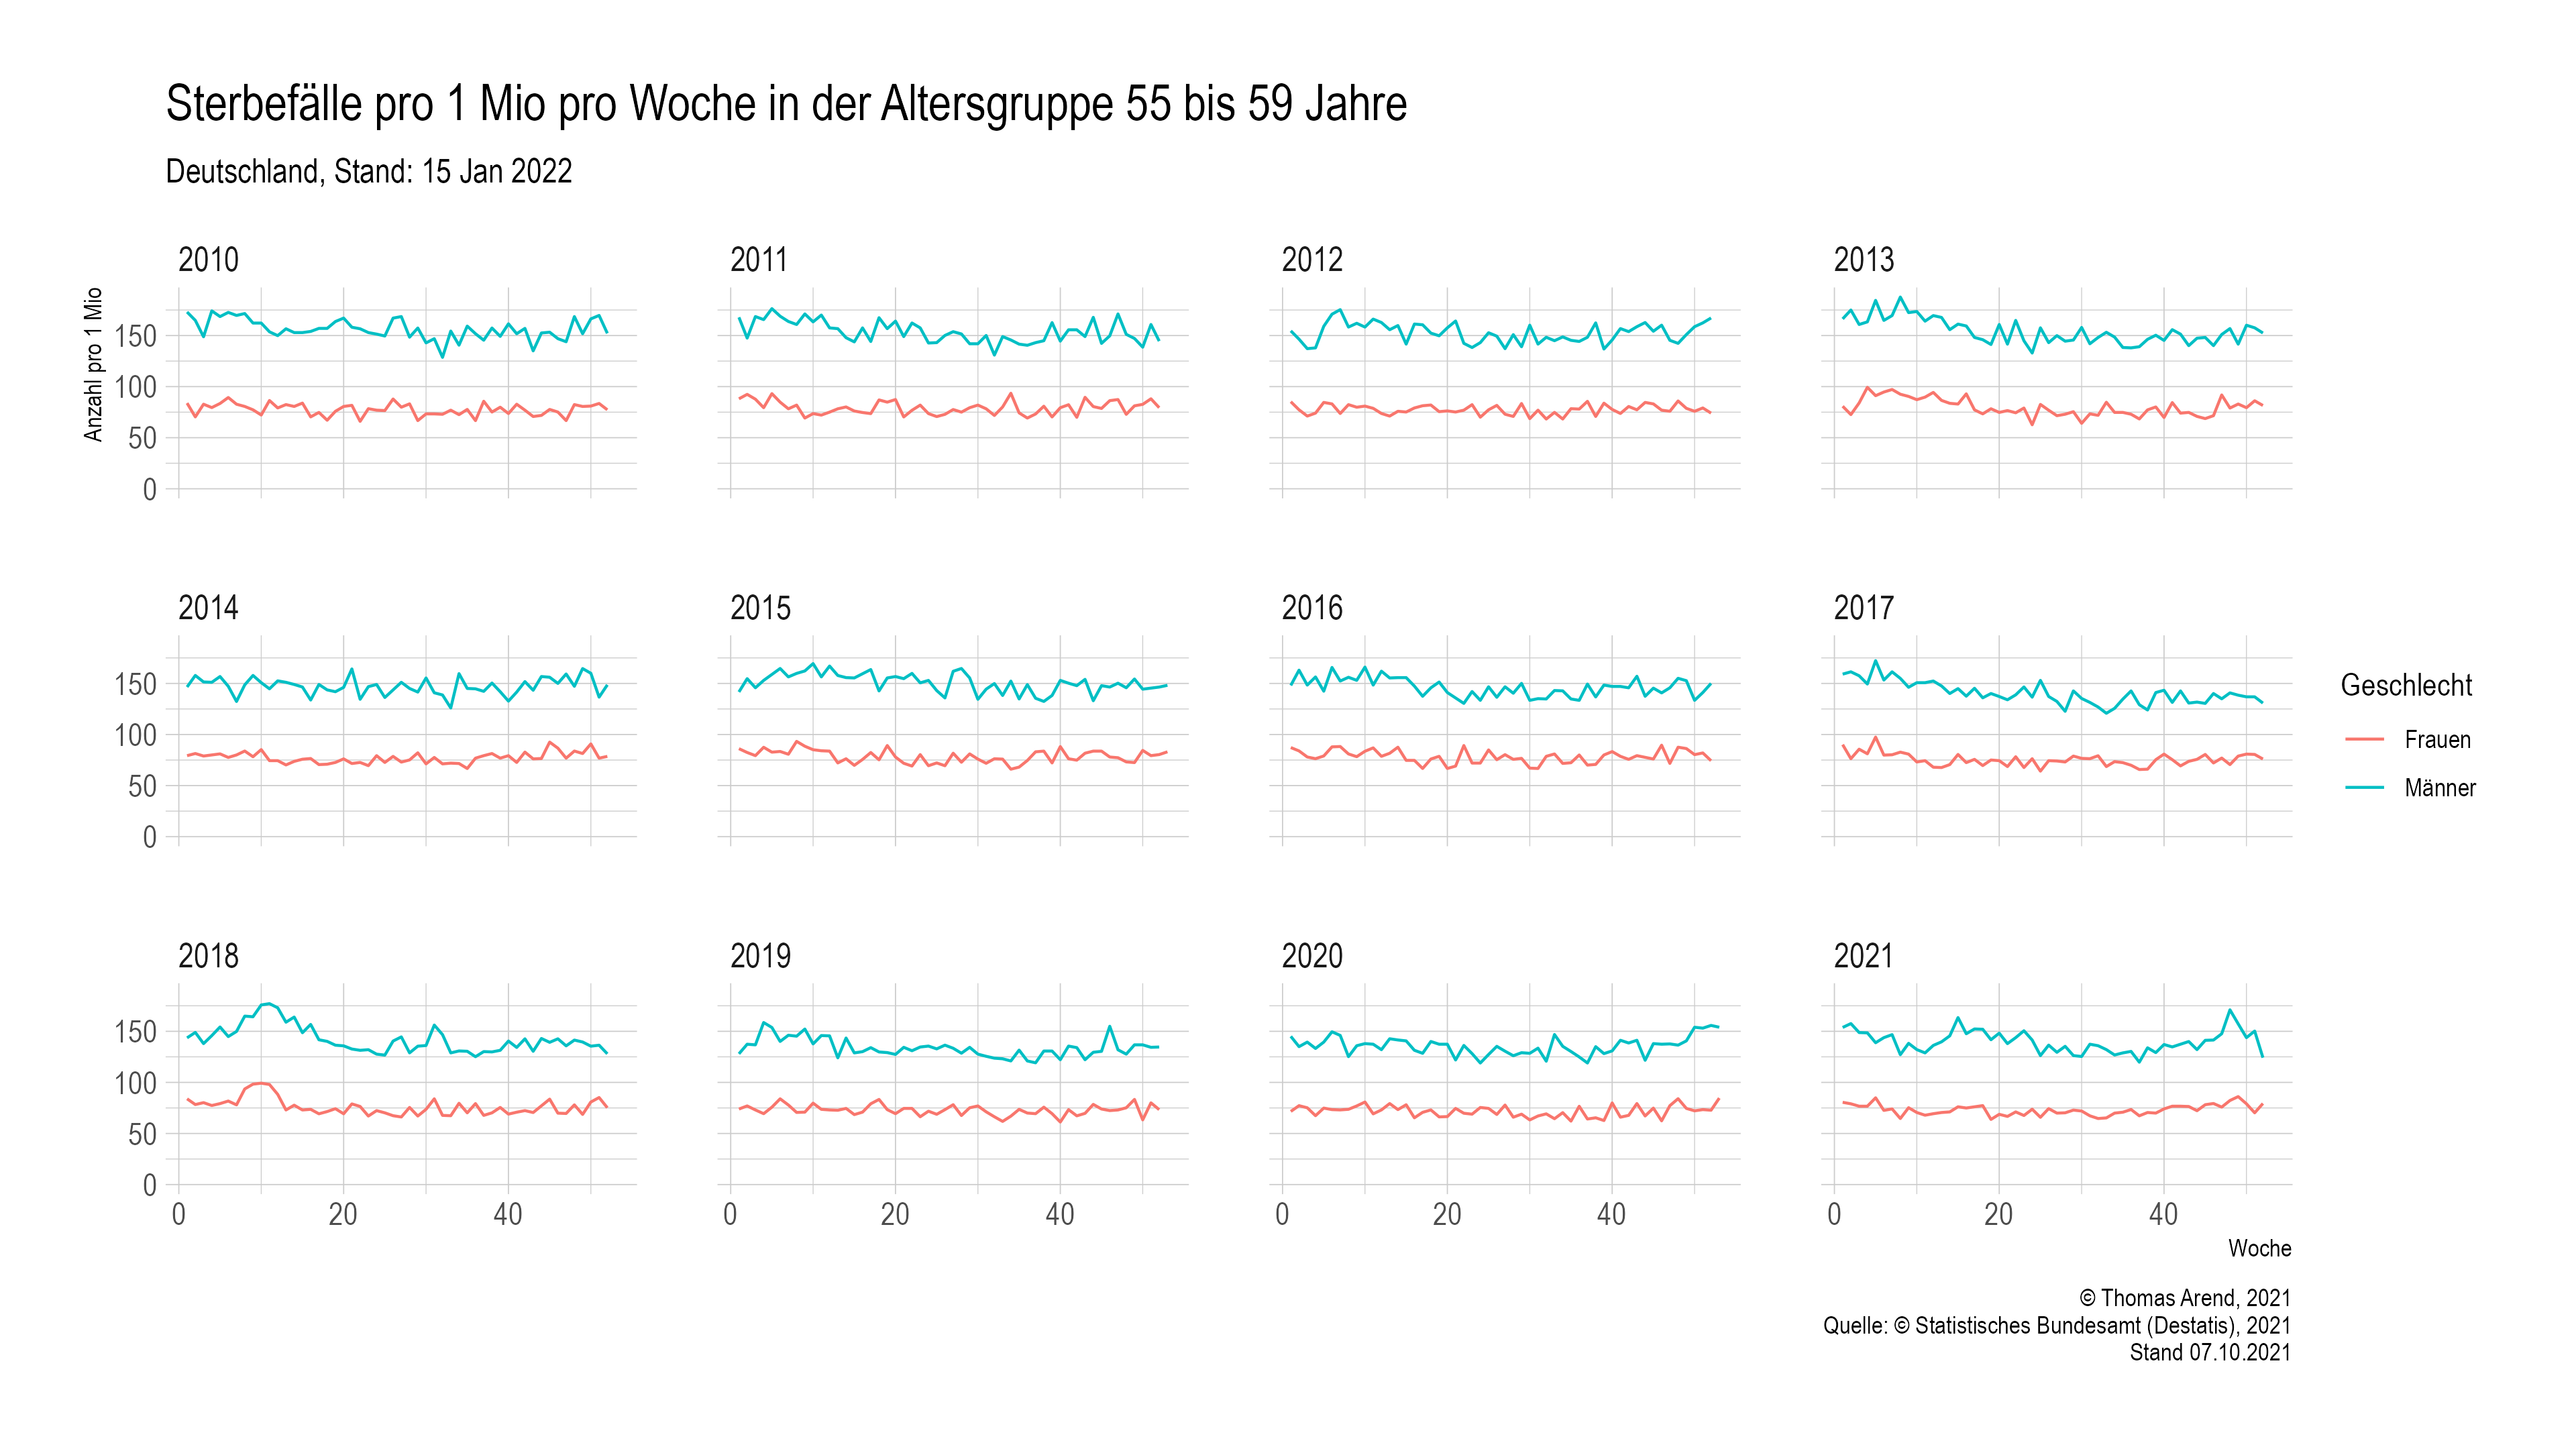 Sterbefälle pro 1 Mio pro Woche in der Altersgruppe 55 bis 59 Jahre
Deutschland, Stand: 15 Jan 2022
2010
2011
2012
2013
Anzahl pro 1 Mio
150
100
50
0
2014
2015
2016
2017
150
100
50
0
Geschlecht
Frauen
Männer
2018
2019
2020
2021
150
100
50
0
0 20 40 0 20 40 0 20 40 0 20 40
Woche
© Thomas Arend, 2021
Quelle: © Statistisches Bundesamt (Destatis), 2021
Stand 07.10.2021